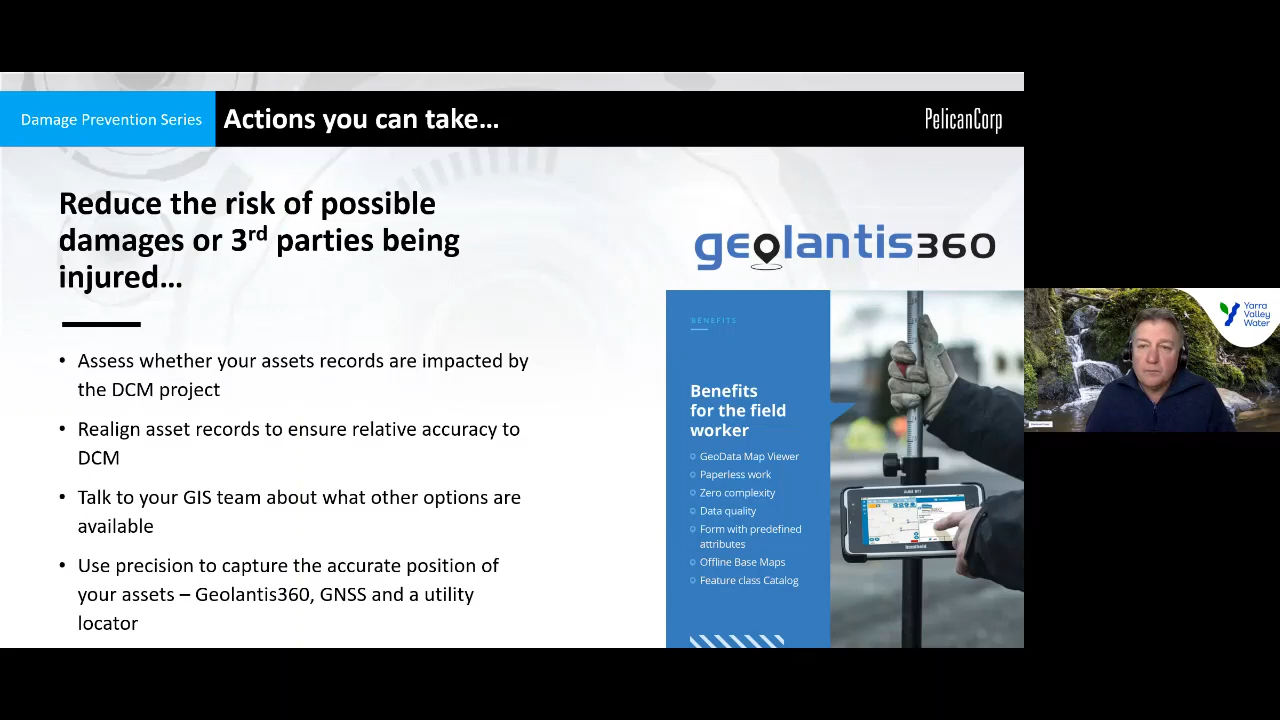 Damage Prevention Series
Actions you can take...
PelicanCorp
Reduce the risk of possible
damages or 3rd parties being
injured...
• Assess whether your assets records are impacted by
the DCM project
• Realign asset records to ensure relative accuracy to
DCM
• Talk to your GIS team about what other options are
available
• Use precision to capture the accurate position of
your assets – Geolantis360, GNSS and a utility
locator
geolantis360
BENEFITS
Benefits
for the field
worker
GeoData Map Viewer
Paperless work
Zero complexity
Data quality
Form with predefined
attributes
Offline Base Maps
Feature class Catalog
handheld
Yarra
Valley
Water